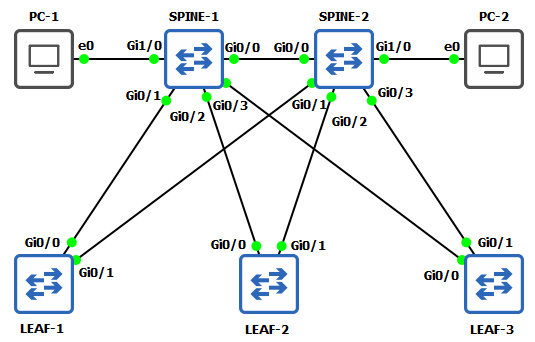 PC-1 SPINE-1 SPINE-2 PC-2
e0 Gi1/0 Gi0/0 Gi0/0 Gi1/0 e0
Gi0/1 Gi0/3 Gi0/1 Gi0/3
Gi0/2 Gi0/2
Gi0/0 Gi0/0 Gi0/1 Gi0/1
Gi0/1 Gi0/0
LEAF-1 LEAF-2 LEAF-3